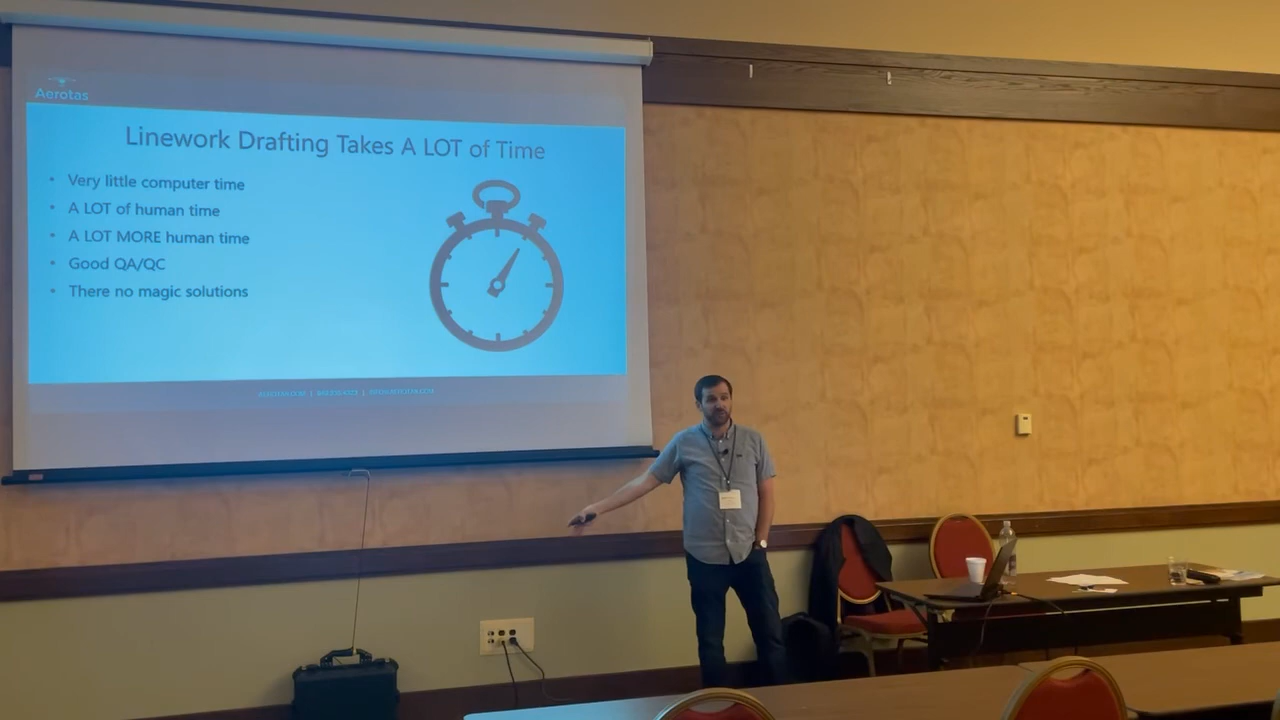 Aerotas
Linework Drafting Takes A LOT of Time
• Very little computer time
• A LOT of human time
• A LOT MORE human time
• Good QA/QC
• There no magic solutions